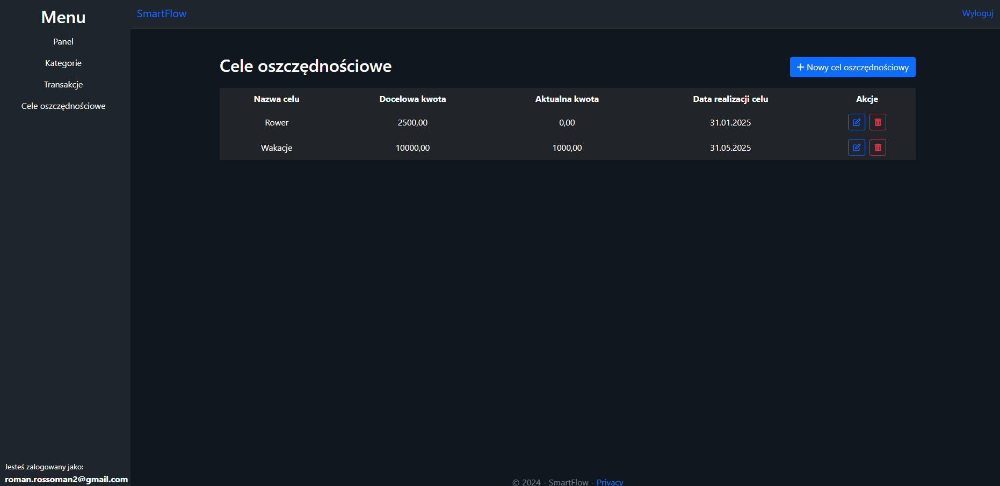 Menu
Panel
Kategorie
Transakcje
Cele oszczędnościowe
Jesteś zalogowany jako:
roman.rossoman2@gmail.com
SmartFlow
Wyloguj
Cele oszczędnościowe
Nowy cel oszczędnościowy
Nazwa celu Docelowa kwota Aktualna kwota Data realizacji celu Akcje
Rower 2500,00 0,00 31.01.2025
Wakacje 10000,00 1000,00 31.05.2025
© 2024 - SmartFlow - Privacy